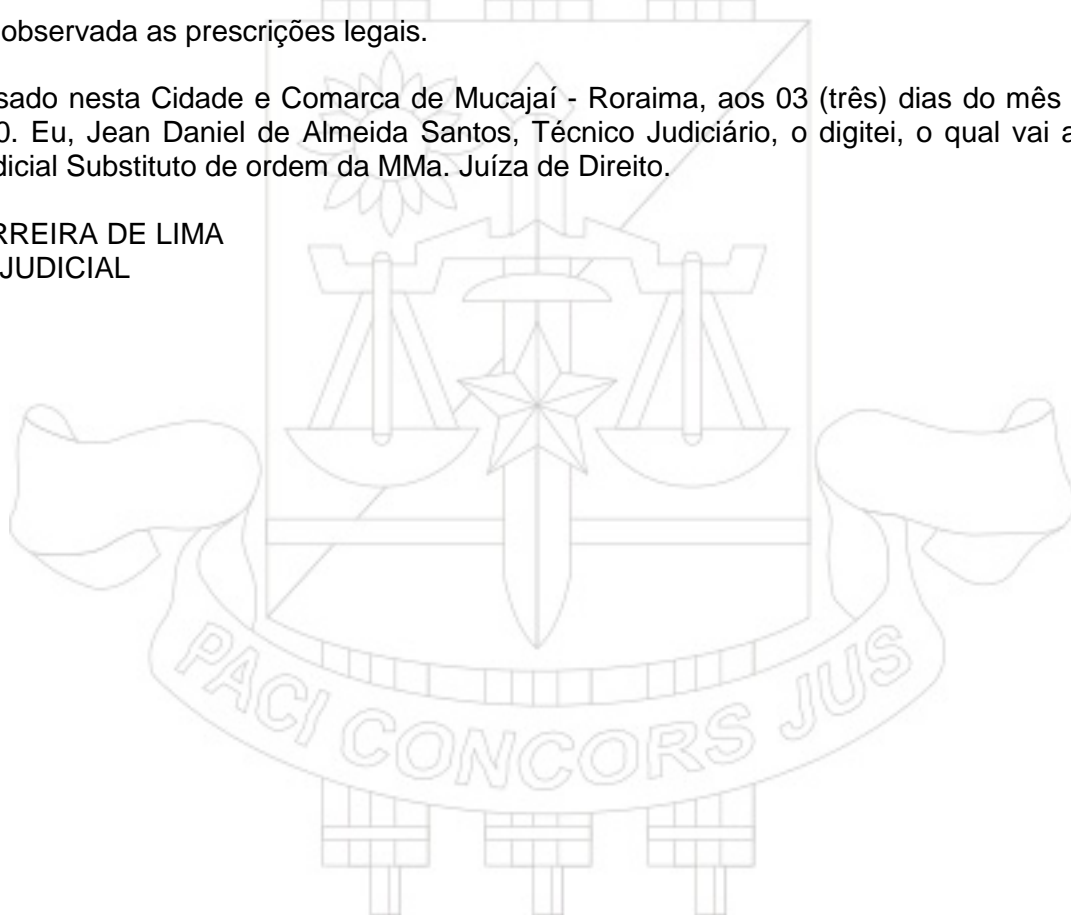 observada as prescrições legais.
sado nesta Cidade e Comarca de Mucajaí - Roraima, aos 03 (três) dias do mês
0. Eu, Jean Daniel de Almeida Santos, Técnico Judiciário, o digitei, o qual vai a
dicial Substituto de ordem da MMa. Juíza de Direito.
RREIRA DE LIMA
JUDICIAL
PACI CONCORS JUS